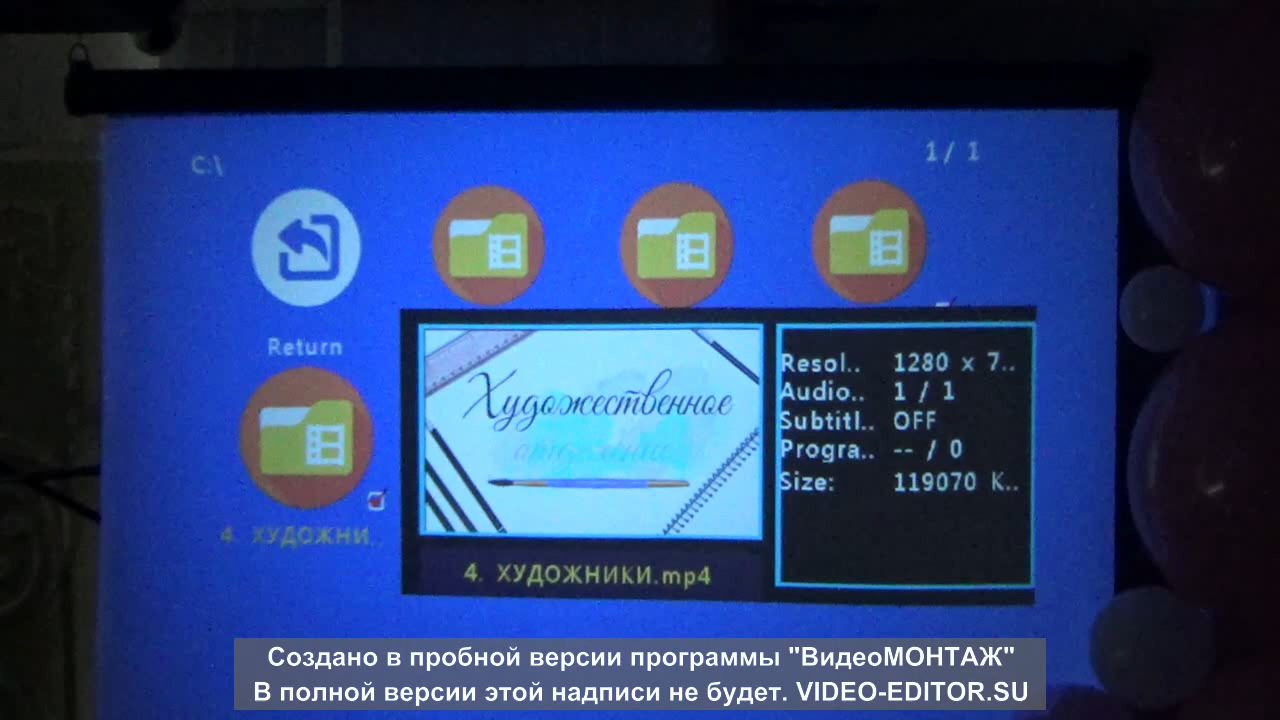 C:\
1/ 1
Return
4. ХУДОЖНИ..
Художественное
отделение
4. ХУДОЖНИКИ.mp4
Resol.. 1280 x 7..
Audio.. 1 / 1
Subtitl.. OFF
Progra.. -- / 0
Size: 119070 K..
Создано в пробной версии программы "ВидеоМОНТАЖ"
В полной версии этой надписи не будет. VIDEO-EDITOR.SU